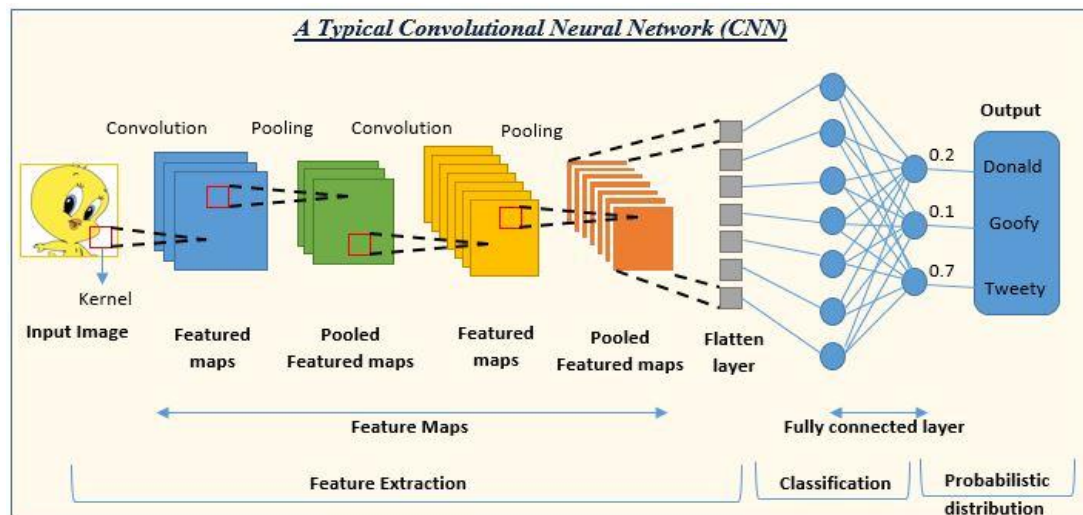 A Typical Convolutional Neural Network (CNN)
Convolution
Pooling
Convolution
Pooling
Output
0.2
Donald
0.1
Goofy
0.7
Tweety
Kernel
Input Image
Featured
maps
Pooled
Featured maps
Featured
maps
Pooled
Featured maps
Flatten
layer
Feature Maps
Fully connected layer
Feature Extraction
Classification
Probabilistic
distribution